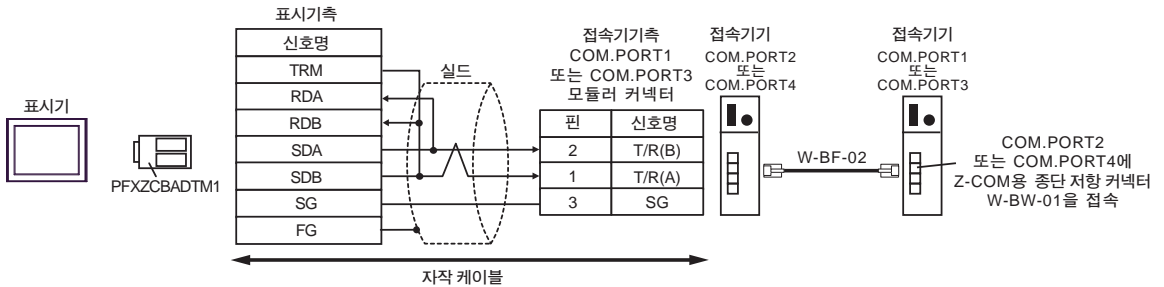 표시기
PFXZCBADTM1
표시기측
신호명
TRM
RDA
RDB
SDA
SDB
SG
FG
실드
접속기기측
COM.PORT1
또는 COM.PORT3
모듈러 커넥터
핀 신호명
2 T/R(B)
1 T/R(A)
3 SG
자작 케이블
접속기기
COM.PORT2
또는
COM.PORT4
W-BF-02
접속기기
COM.PORT1
또는
COM.PORT3
COM.PORT2
또는 COM.PORT4에
Z-COM용 종단 저항 커넥터
W-BW-01을 접속